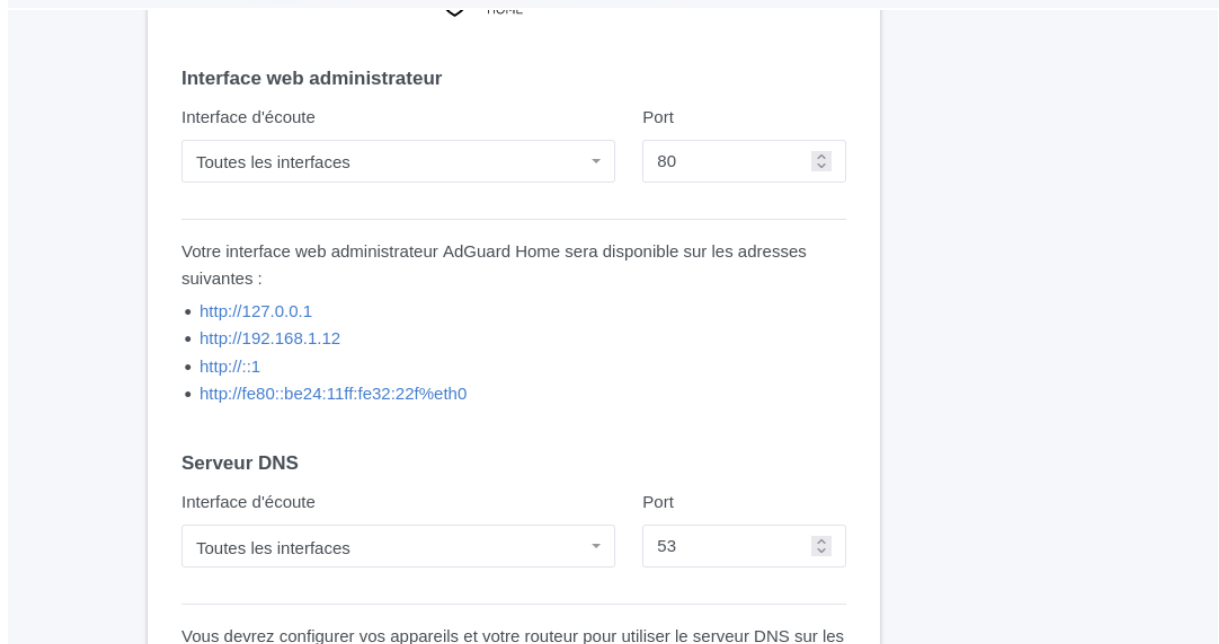 HOME
Interface web administrateur
Interface d'écoute
Port
Toutes les interfaces
80
Votre interface web administrateur AdGuard Home sera disponible sur les adresses
suivantes :
http://127.0.0.1
http://192.168.1.12
http://::1
http://fe80::be24:11ff:fe32:22f%eth0
Serveur DNS
Interface d'écoute
Port
Toutes les interfaces
53
Vous devrez configurer vos appareils et votre routeur pour utiliser le serveur DNS sur les